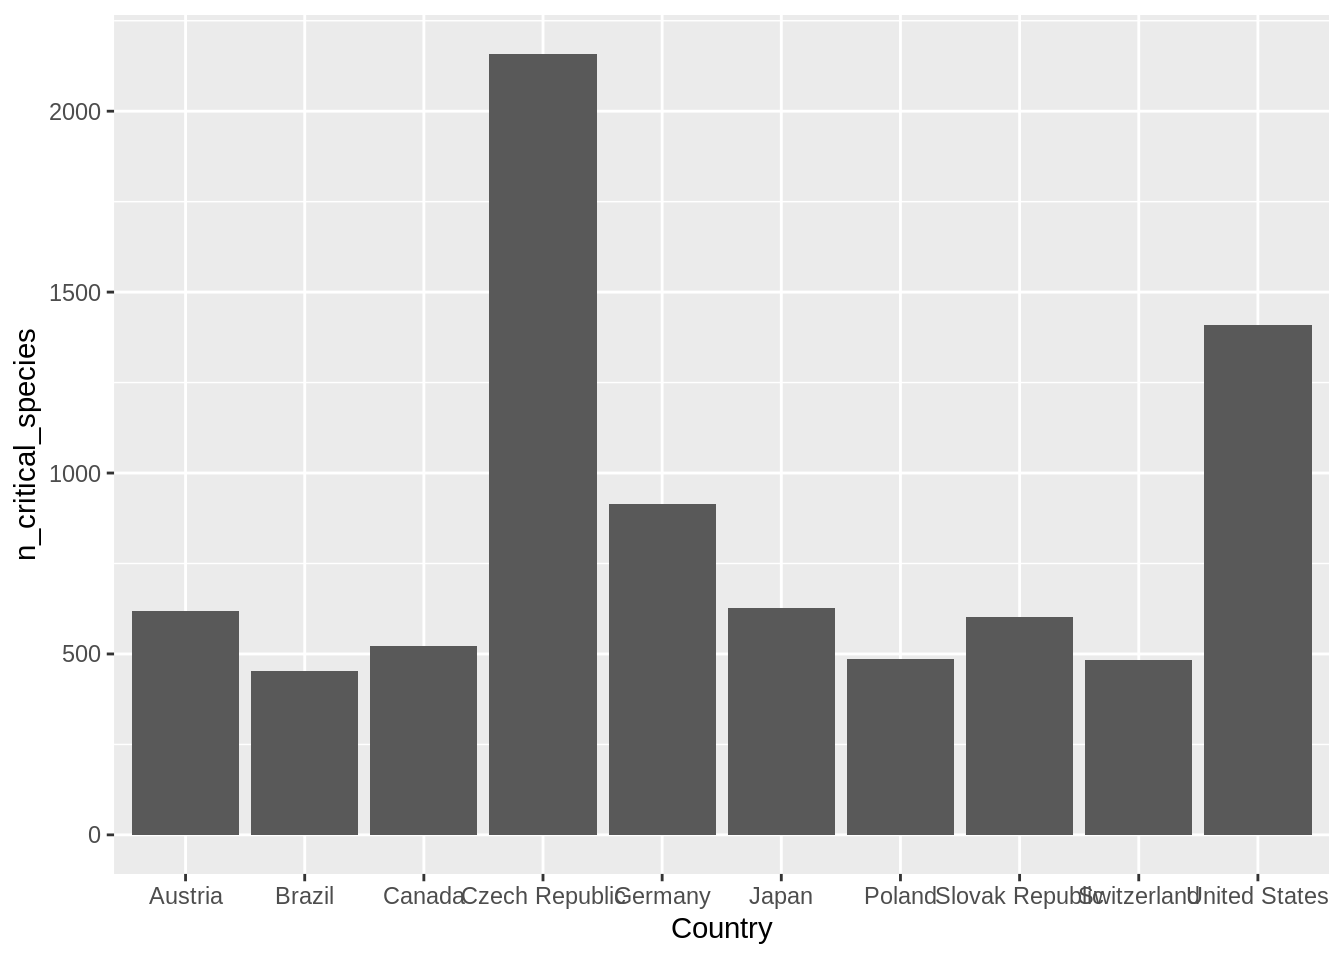 n_critical_species
2000
1500
1000
500
0
Austria Brazil Canada Czech Republic Germany Japan Poland Slovak Republic Switzerland United States
Country